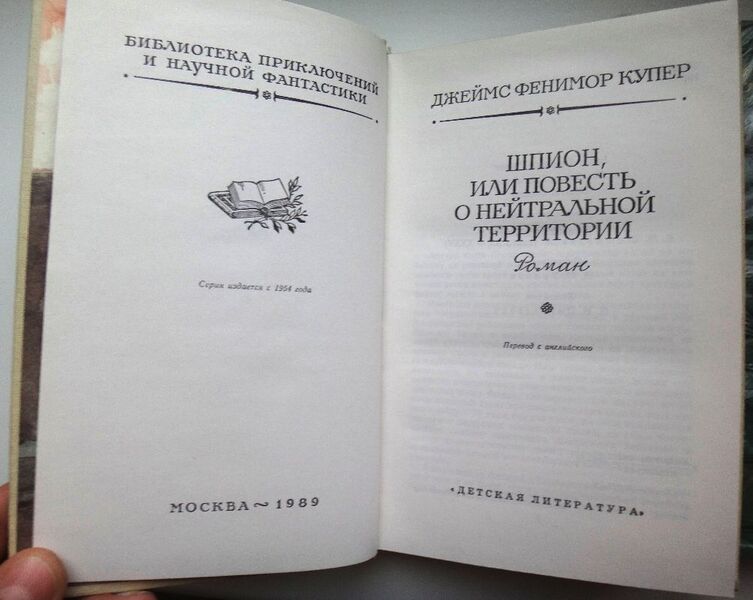 БИБЛИОТЕКА ПРИКЛЮЧЕНИЙ
И НАУЧНОЙ ФАНТАСТИКИ
Серия издается с 1954 года
МОСКВА ~ 1989
ДЖЕЙМС ФЕНИМОР КУПЕР
ШПИОН,
ИЛИ ПОВЕСТЬ
О НЕЙТРАЛЬНОЙ
ТЕРРИТОРИИ
Роман
Перевод с английского
«ДЕТСКАЯ ЛИТЕРАТУРА»